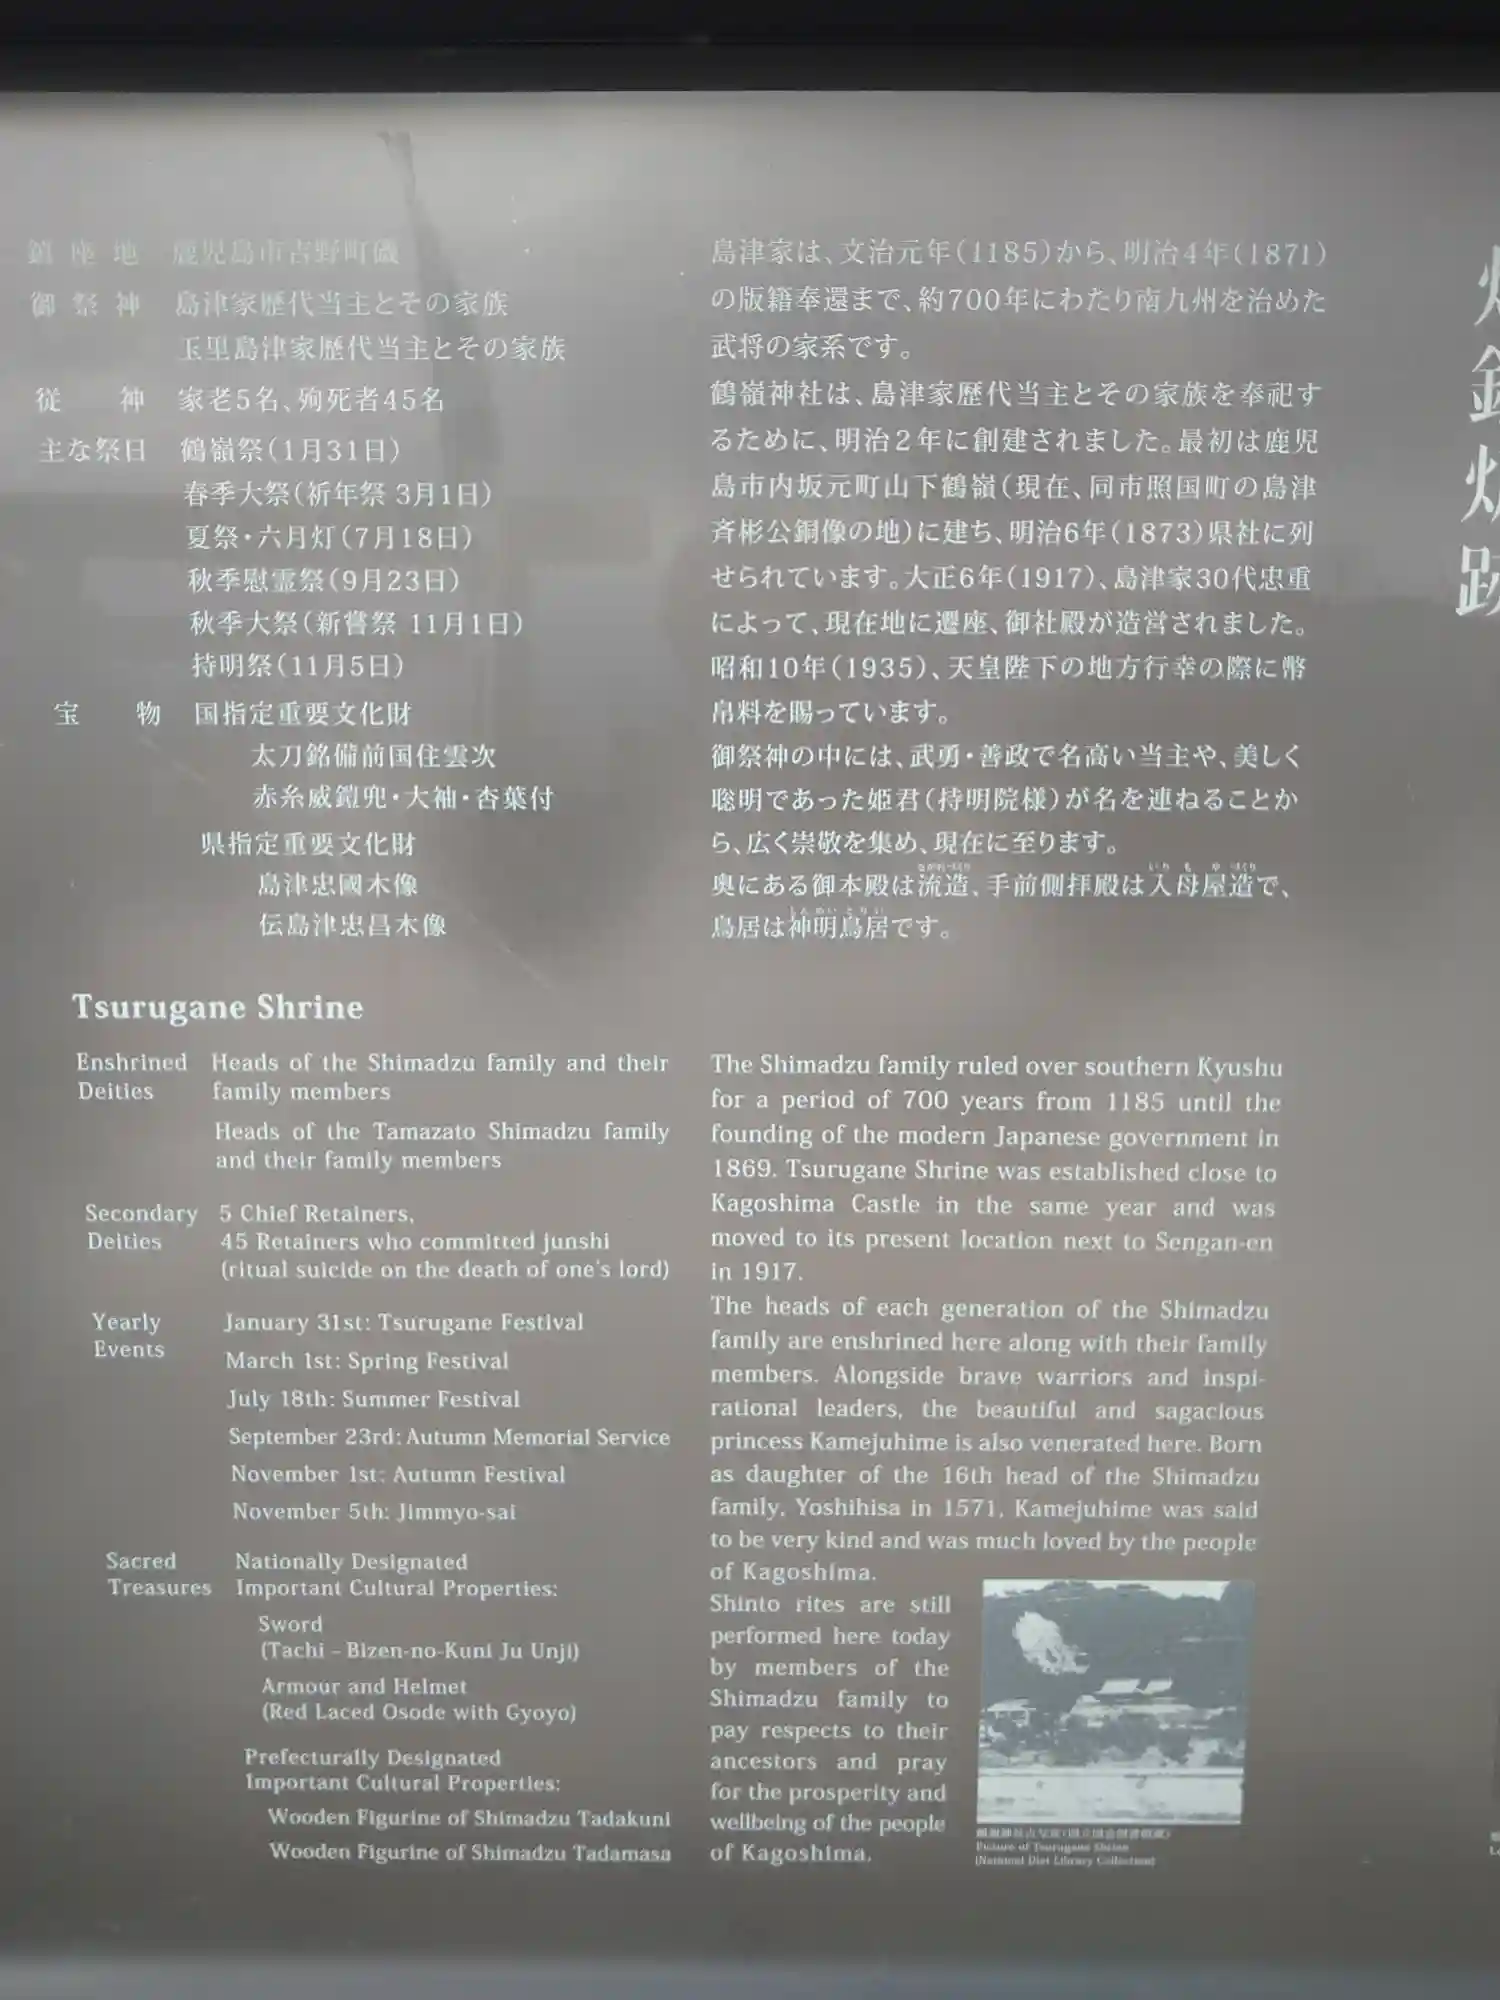 鎮座地 鹿児島市吉野町磯
御祭神 島津家歴代当主とその家族
玉里島津家歴代当主とその家族
従神 家老5名、殉死者45名
主な祭日 鶴嶺祭(1月31日)
春季大祭(祈年祭 3月1日)
夏祭・六月灯(7月18日)
秋季慰霊祭(9月23日)
秋季大祭(新嘗祭 11月1日)
持明祭(11月5日)
宝物 国指定重要文化財
太刀銘備前国住雲次
赤糸威鎧兜・大袖・杏葉付
県指定重要文化財
島津忠國木像
伝島津忠昌木像
島津家は、文治元年(1185)から、明治4年(1871)
の版籍奉還まで、約700年にわたり南九州を治めた
武将の家系です。
鶴嶺神社は、島津家歴代当主とその家族を奉祀す
るために、明治2年に創建されました。最初は鹿児
島市内坂元町山下鶴嶺(現在、同市照国町の島津
斉彬公銅像の地)に建ち、明治6年(1873)県社に列
せられています。大正6年(1917)、島津家30代忠重
によって、現在地に遷座、御社殿が造営されました。
昭和10年(1935)、天皇陛下の地方行幸の際に幣
帛料を賜っています。
御祭神の中には、武勇・善政で名高い当主や、美しく
聡明であった姫君(持明院様)が名を連ねることか
ら、広く崇敬を集め、現在に至ります。
ながれづくり いりもやづくり
奥にある御本殿は流造、手前側拝殿は入母屋造で、
しんめいとりい
鳥居は神明鳥居です。
Tsurugane Shrine
Enshrined Heads of the Shimadzu family and their
Deities family members
Heads of the Tamazato Shimadzu family
and their family members
Secondary 5 Chief Retainers,
Deities 45 Retainers who committed junshi
(ritual suicide on the death of one's lord)
Yearly January 31st: Tsurugane Festival
Events
March 1st: Spring Festival
July 18th: Summer Festival
September 23rd: Autumn Memorial Service
November 1st: Autumn Festival
November 5th: Jimmyo-sai
Sacred Nationally Designated
Treasures Important Cultural Properties:
Sword
(Tachi – Bizen-no-Kuni Ju Unji)
Armour and Helmet
(Red Laced Osode with Gyoyo)
Prefecturally Designated
Important Cultural Properties:
Wooden Figurine of Shimadzu Tadakuni
Wooden Figurine of Shimadzu Tadamasa
The Shimadzu family ruled over southern Kyushu
for a period of 700 years from 1185 until the
founding of the modern Japanese government in
1869. Tsurugane Shrine was established close to
Kagoshima Castle in the same year and was
moved to its present location next to Sengan-en
in 1917.
The heads of each generation of the Shimadzu
family are enshrined here along with their family
members. Alongside brave warriors and inspi-
rational leaders, the beautiful and sagacious
princess Kamejuhime is also venerated here. Born
as daughter of the 16th head of the Shimadzu
family, Yoshihisa in 1571, Kamejuhime was said
to be very kind and was much loved by the people
of Kagoshima.
Shinto rites are still
performed here today
by members of the
Shimadzu family to
pay respects to their
ancestors and pray
for the prosperity and
wellbeing of the people
of Kagoshima.
Picture of Tsurugane Shrine
(National Diet Library Collection)
跡